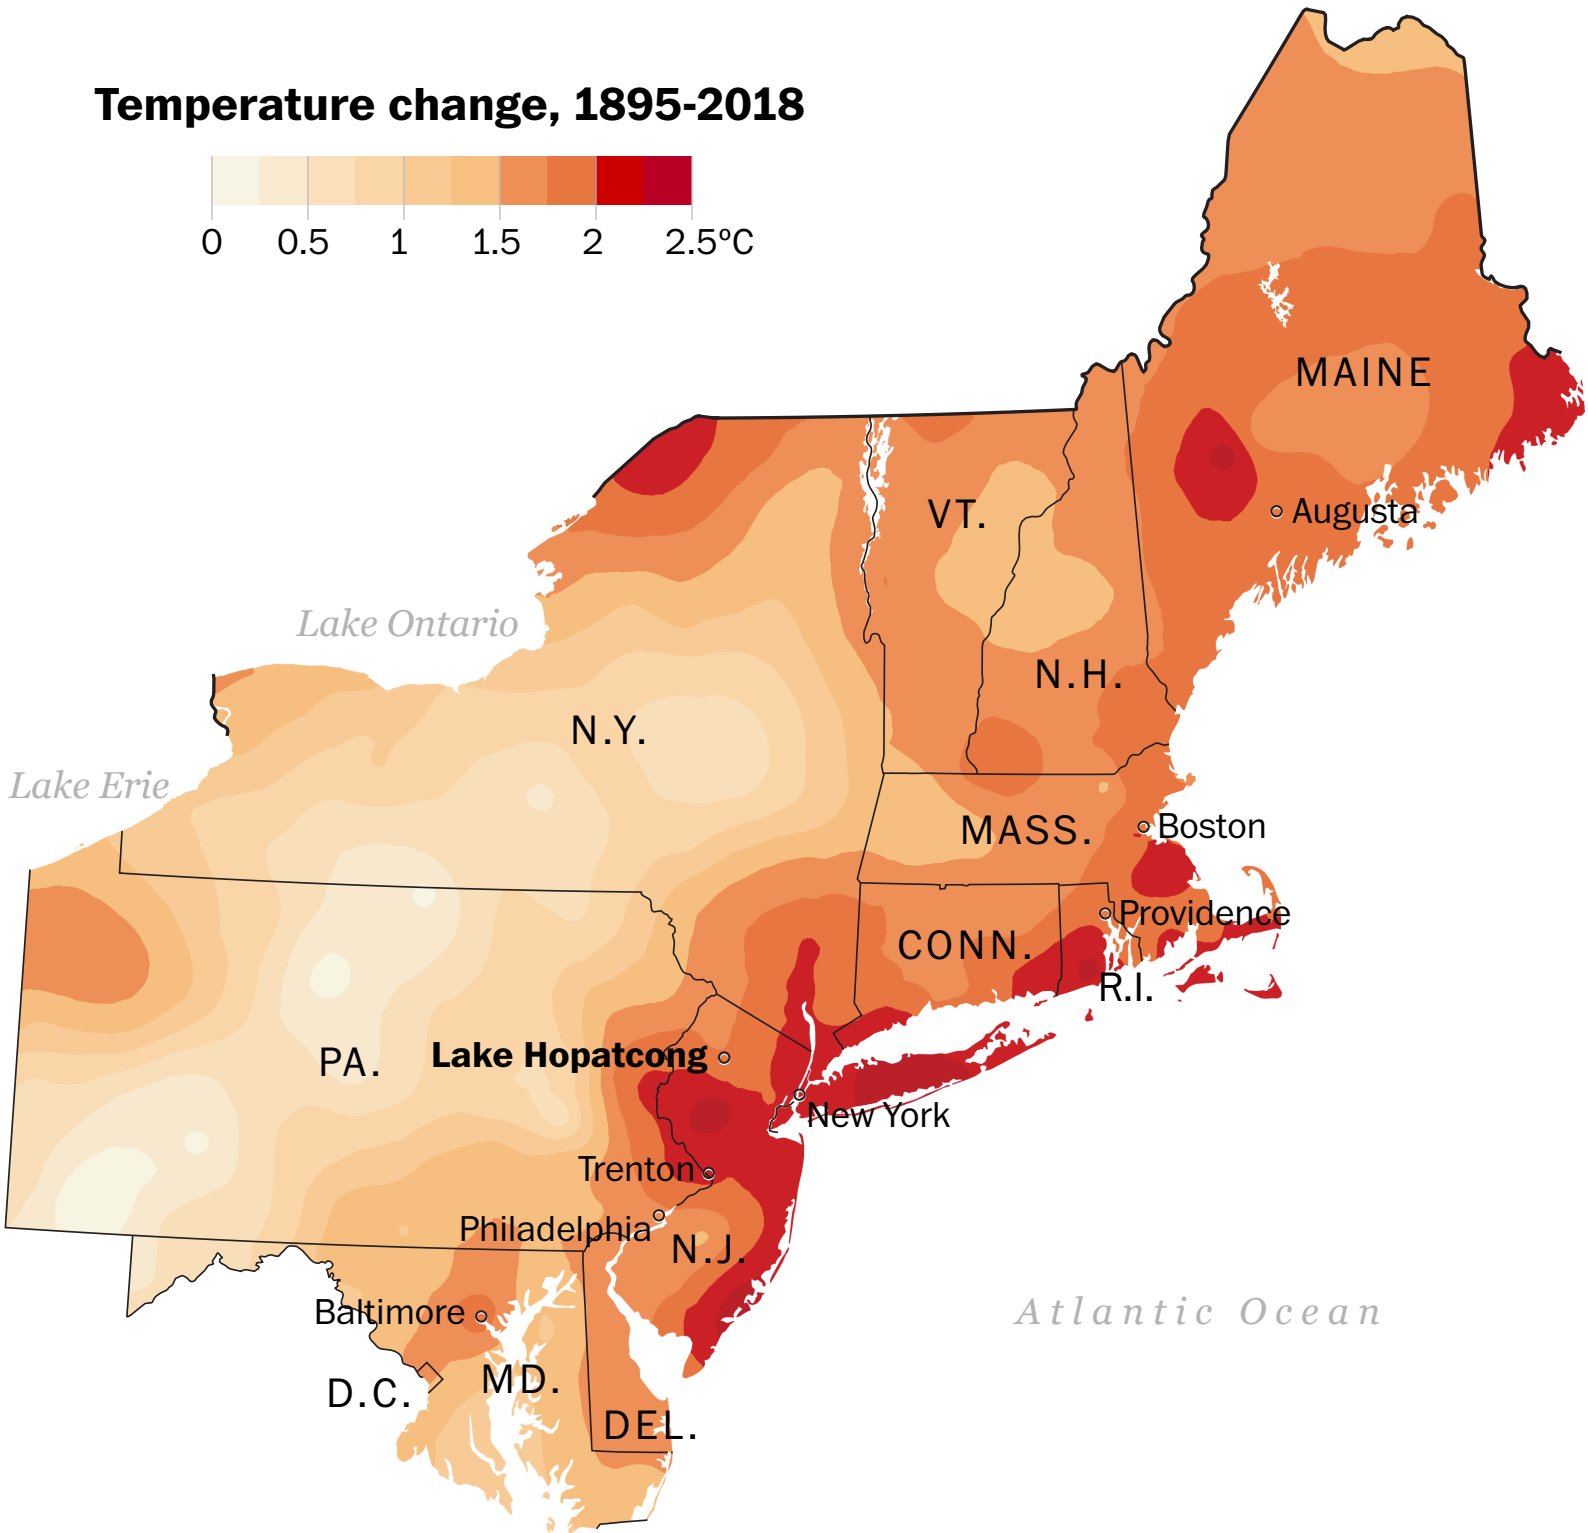 Temperature change, 1895-2018
0 0.5 1 1.5 2 2.5ºC
MAINE
Augusta
VT.
Lake Ontario
N.H.
N.Y.
Lake Erie
MASS.
Boston
Providence
CONN.
R.I.
PA.
Lake Hopatcong
New York
Trenton
Philadelphia
N.J.
Baltimore
Atlantic Ocean
MD.
D.C.
DEL.